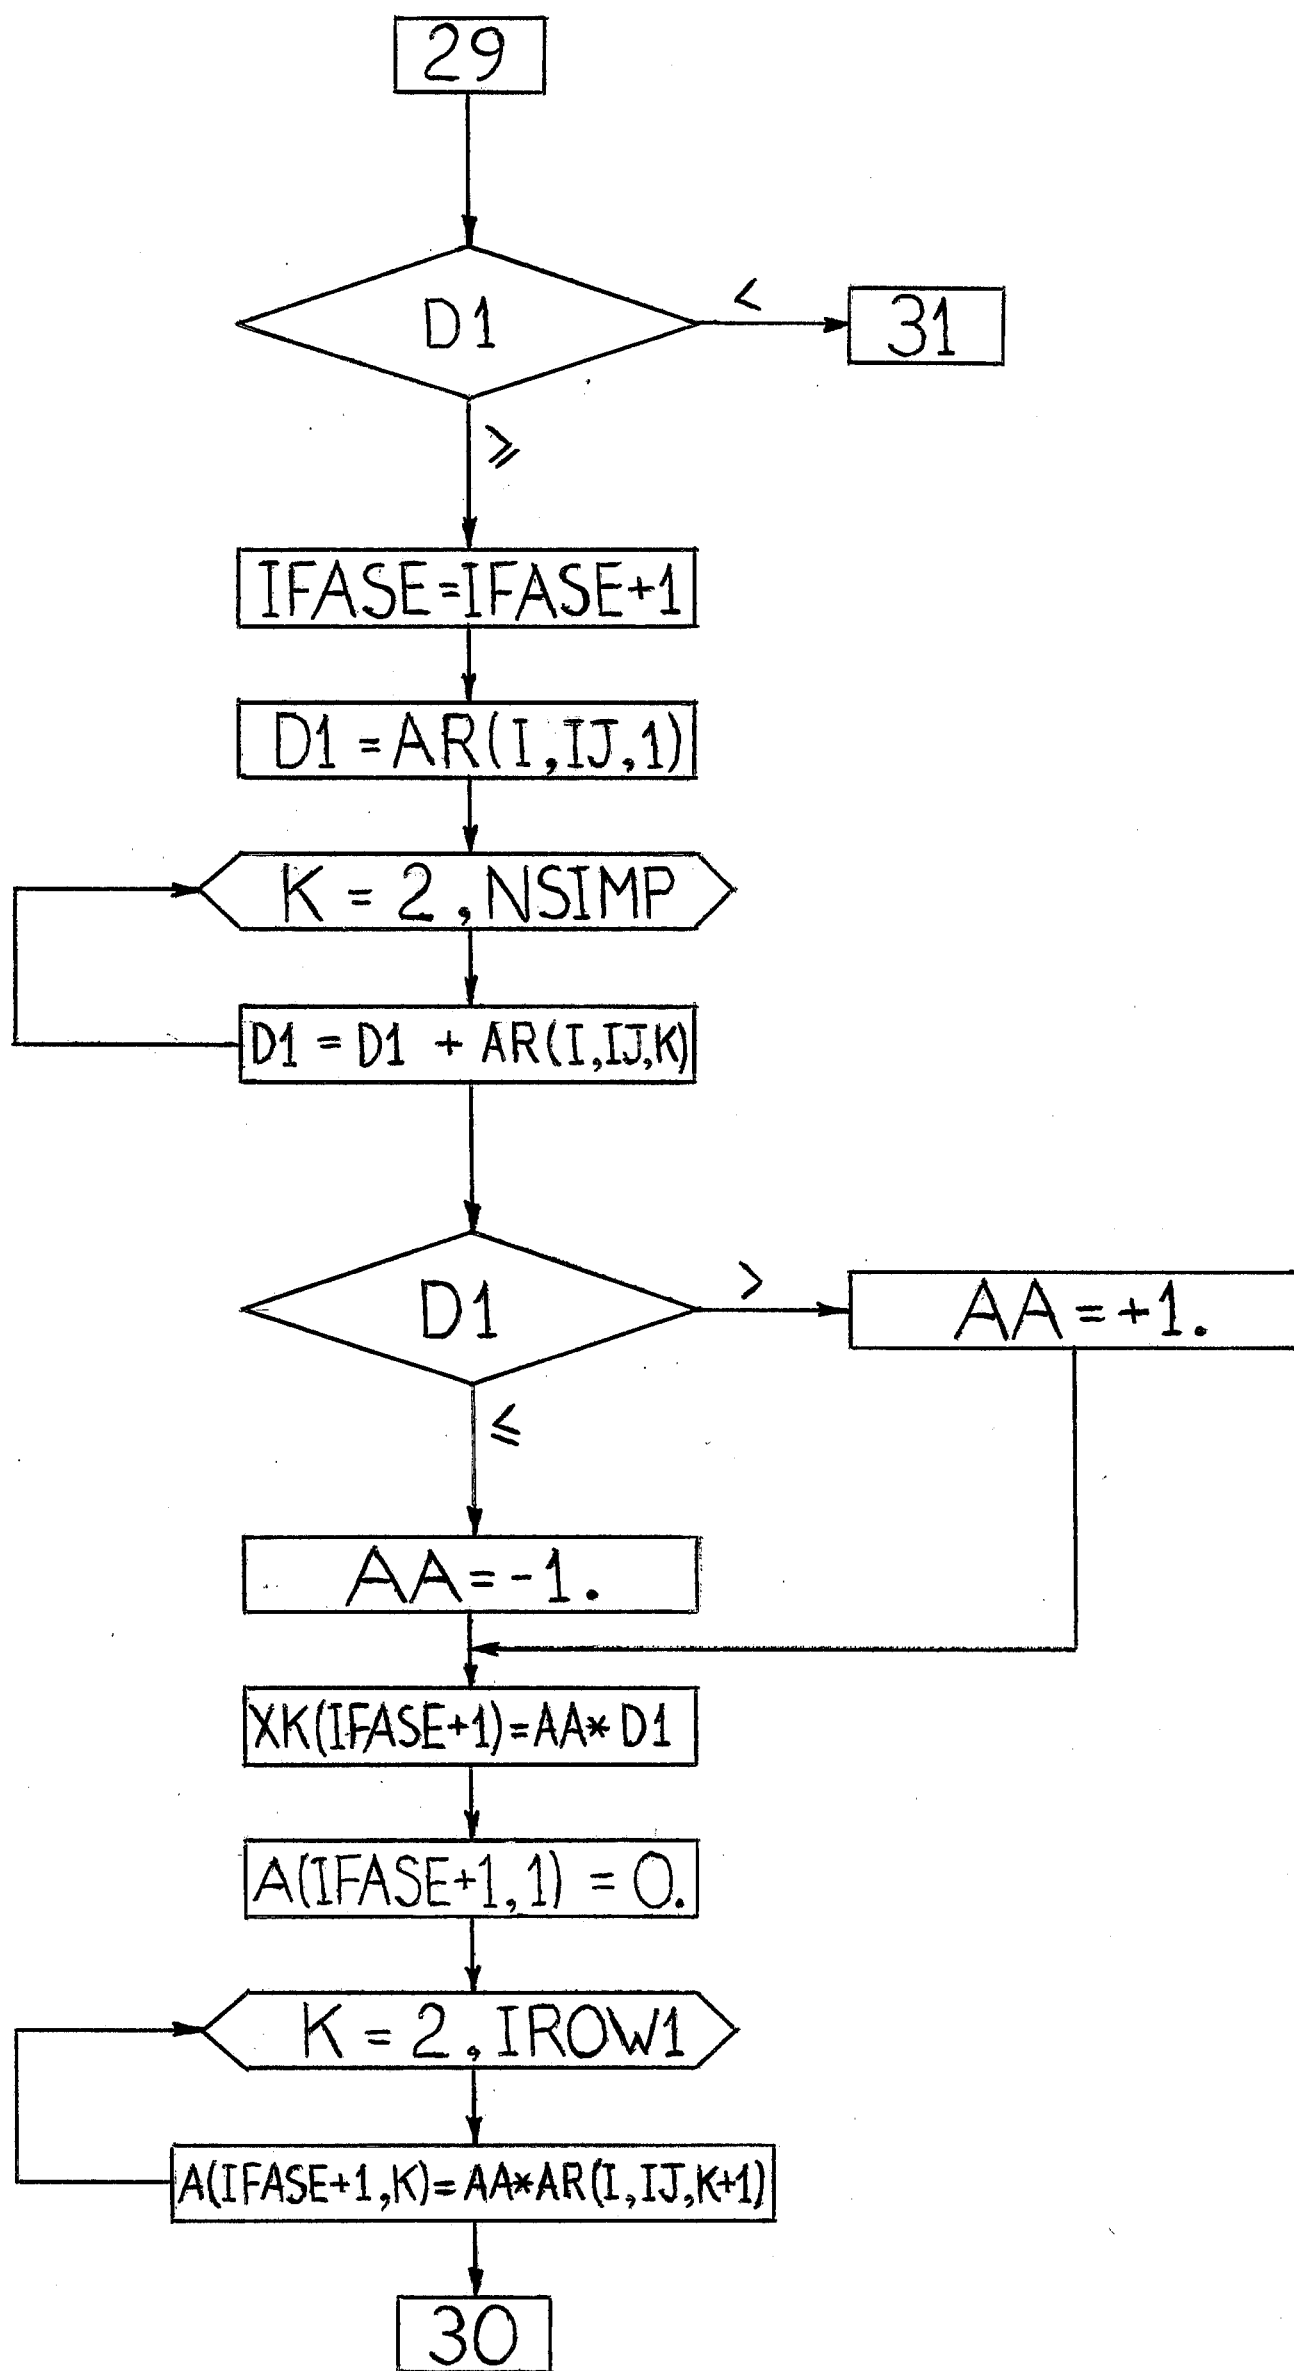 29
D1
<
31
⩾
IFASE=IFASE+1
D1=AR(I,IJ,1)
K=2,NSIMP
D1 = D1 + AR(I,IJ,K)
D1
>
AA=+1.
≤
AA=-1.
XK(IFASE+1)=AA*D1
A(IFASE+1,1) = 0.
K=2,IROW1
A(IFASE+1,K)=AA*AR(I,IJ,K+1)
30